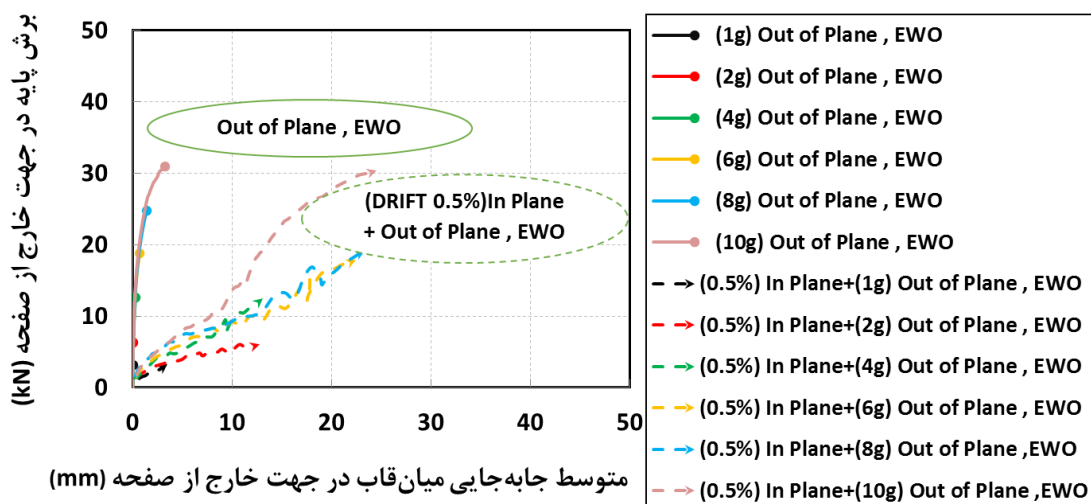 برش پایه در جهت خارج از صفحه (kN)
50
40
30
20
10
0
0 10 20 30 40 50
متوسط جابه‌جایی میان‌قاب در جهت خارج از صفحه (mm)
Out of Plane , EWO
(DRIFT 0.5%)In Plane
+ Out of Plane , EWO
(1g) Out of Plane , EWO
(2g) Out of Plane , EWO
(4g) Out of Plane , EWO
(6g) Out of Plane , EWO
(8g) Out of Plane , EWO
(10g) Out of Plane , EWO
(0.5%) In Plane+(1g) Out of Plane , EWO
(0.5%) In Plane+(2g) Out of Plane , EWO
(0.5%) In Plane+(4g) Out of Plane , EWO
(0.5%) In Plane+(6g) Out of Plane , EWO
(0.5%) In Plane+(8g) Out of Plane ,EWO
(0.5%) In Plane+(10g) Out of Plane ,EWO